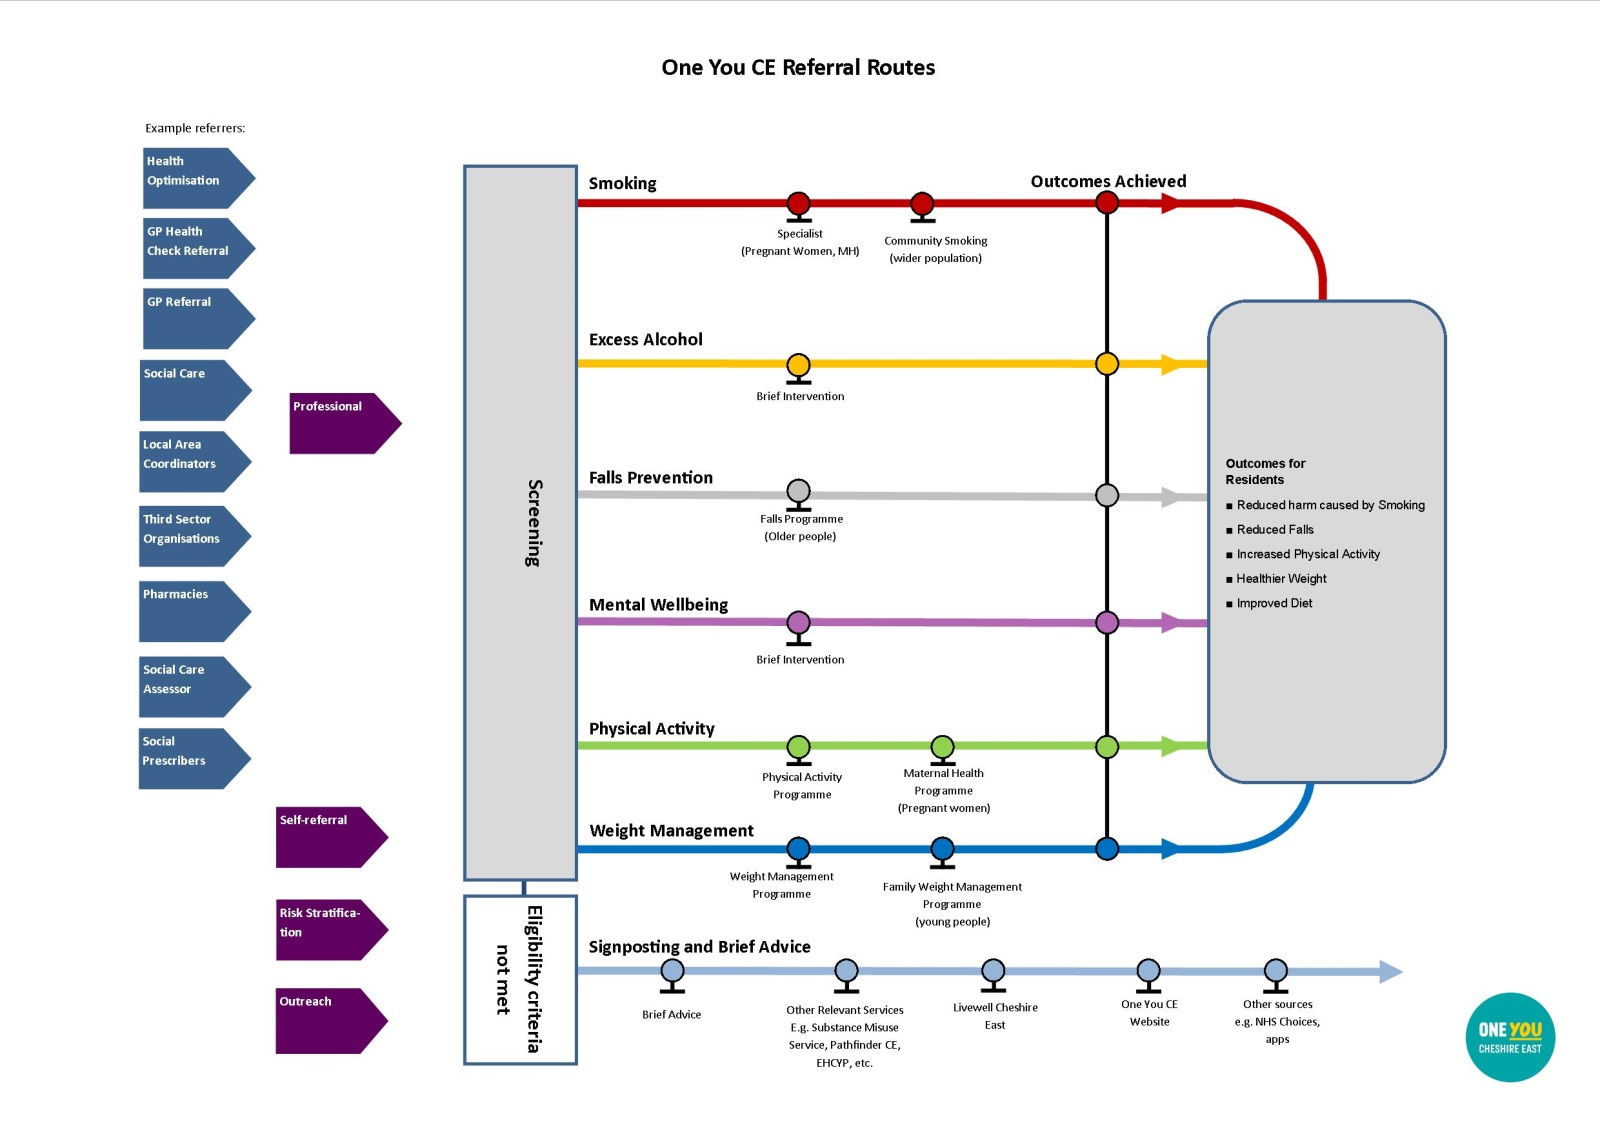 One You CE Referral Routes
Example referrers:
Health
Optimisation
GP Health
Check Referral
GP Referral
Social Care
Local Area
Coordinators
Third Sector
Organisations
Pharmacies
Social Care
Assessor
Social
Prescribers
Professional
Self-referral
Risk Stratifica-
tion
Outreach
Screening
Eligibility criteria
not met
Smoking
Specialist
(Pregnant Women, MH)
Community Smoking
(wider population)
Outcomes Achieved
Excess Alcohol
Brief Intervention
Falls Prevention
Falls Programme
(Older people)
Mental Wellbeing
Brief Intervention
Physical Activity
Physical Activity
Programme
Maternal Health
Programme
(Pregnant women)
Weight Management
Weight Management
Programme
Family Weight Management
Programme
(young people)
Signposting and Brief Advice
Brief Advice
Other Relevant Services
E.g. Substance Misuse
Service, Pathfinder CE,
EHCYP, etc.
Livewell Cheshire
East
One You CE
Website
Other sources
e.g. NHS Choices,
apps
Outcomes for
Residents
■ Reduced harm caused by Smoking
■ Reduced Falls
■ Increased Physical Activity
■ Healthier Weight
■ Improved Diet
ONE YOU
CHESHIRE EAST